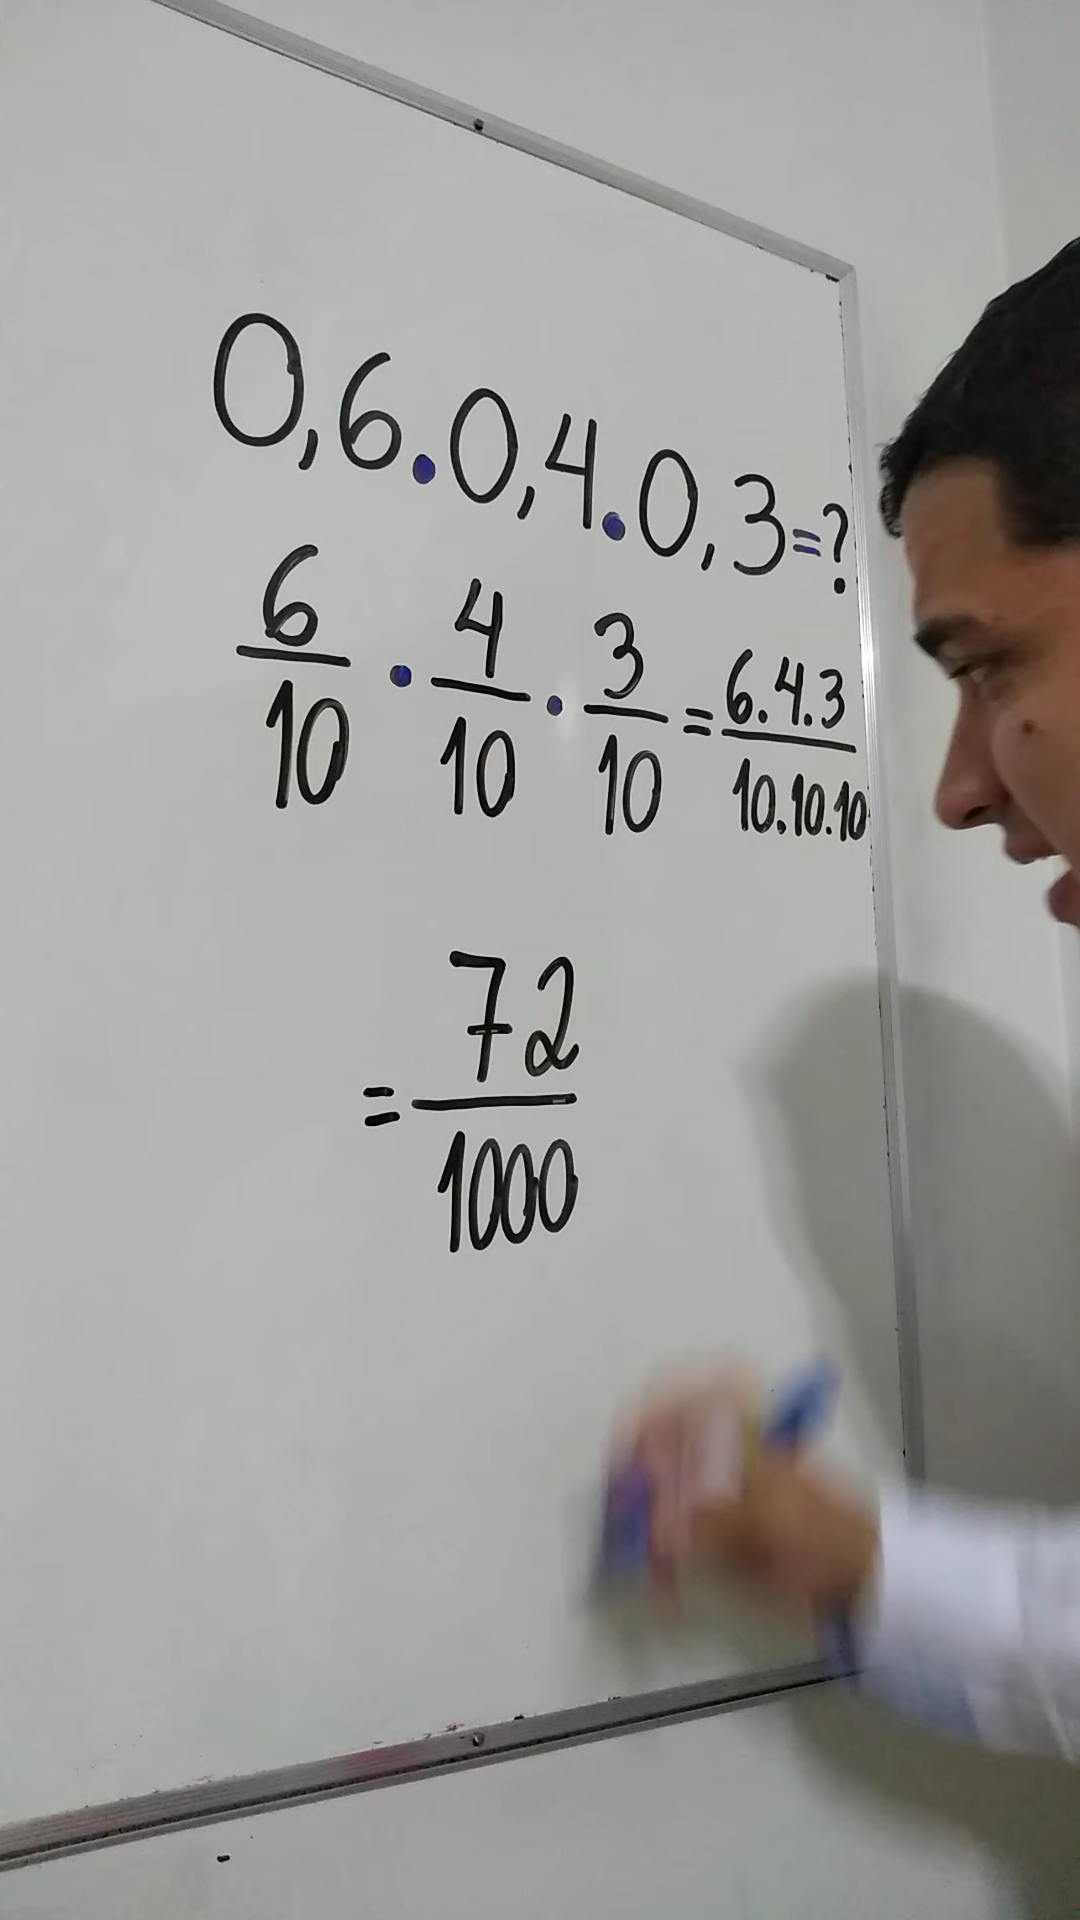 0,6.0,4.0,3=?
6/10 . 4/10 . 3/10 = 6.4.3/10.10.10
= 72/1000